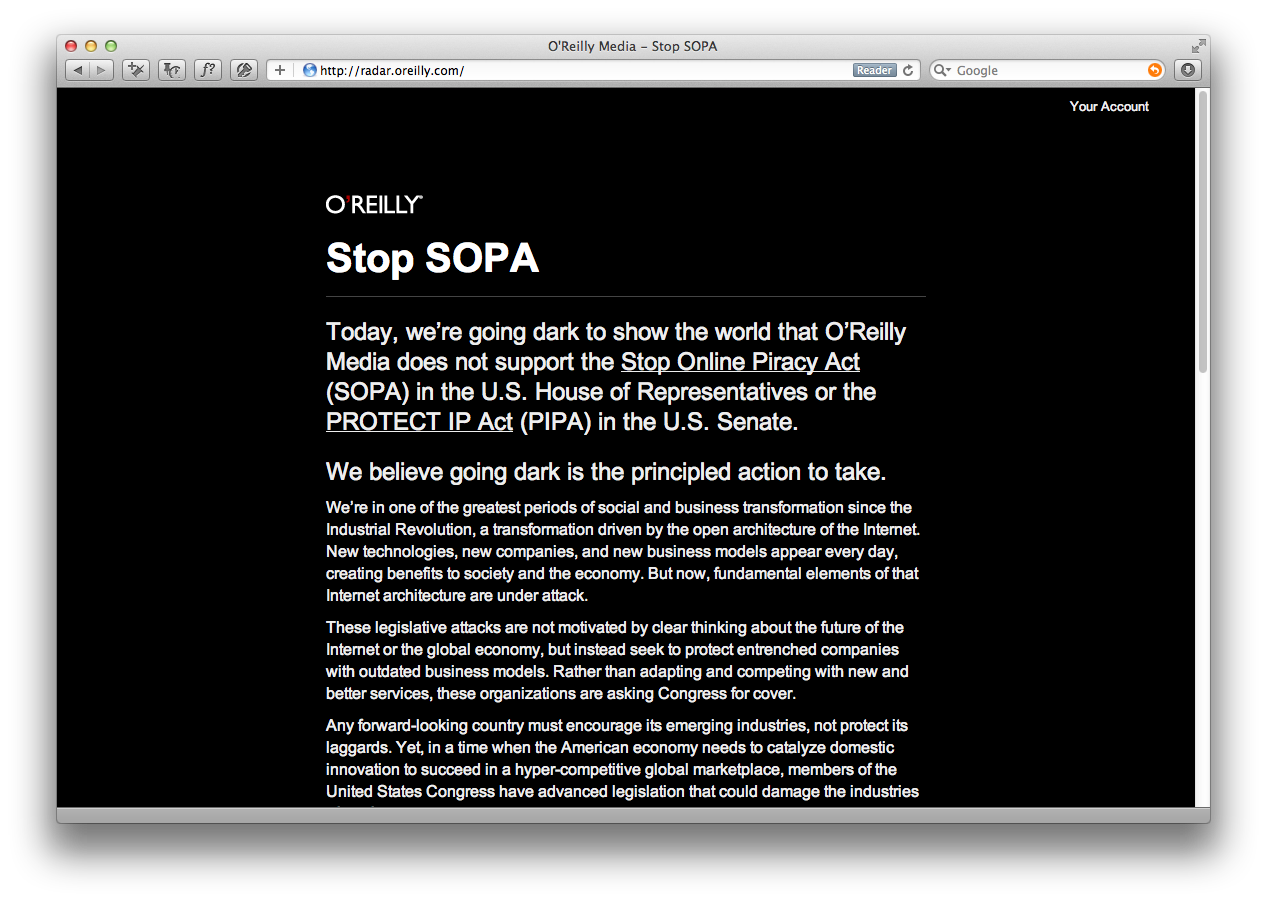 O'Reilly Media – Stop SOPA
f?
http://radar.oreilly.com/
Reader
Google
Your Account
O'REILLY
Stop SOPA
Today, we’re going dark to show the world that O’Reilly
Media does not support the Stop Online Piracy Act
(SOPA) in the U.S. House of Representatives or the
PROTECT IP Act (PIPA) in the U.S. Senate.
We believe going dark is the principled action to take.
We’re in one of the greatest periods of social and business transformation since the
Industrial Revolution, a transformation driven by the open architecture of the Internet.
New technologies, new companies, and new business models appear every day,
creating benefits to society and the economy. But now, fundamental elements of that
Internet architecture are under attack.
These legislative attacks are not motivated by clear thinking about the future of the
Internet or the global economy, but instead seek to protect entrenched companies
with outdated business models. Rather than adapting and competing with new and
better services, these organizations are asking Congress for cover.
Any forward-looking country must encourage its emerging industries, not protect its
laggards. Yet, in a time when the American economy needs to catalyze domestic
innovation to succeed in a hyper-competitive global marketplace, members of the
United States Congress have advanced legislation that could damage the industries